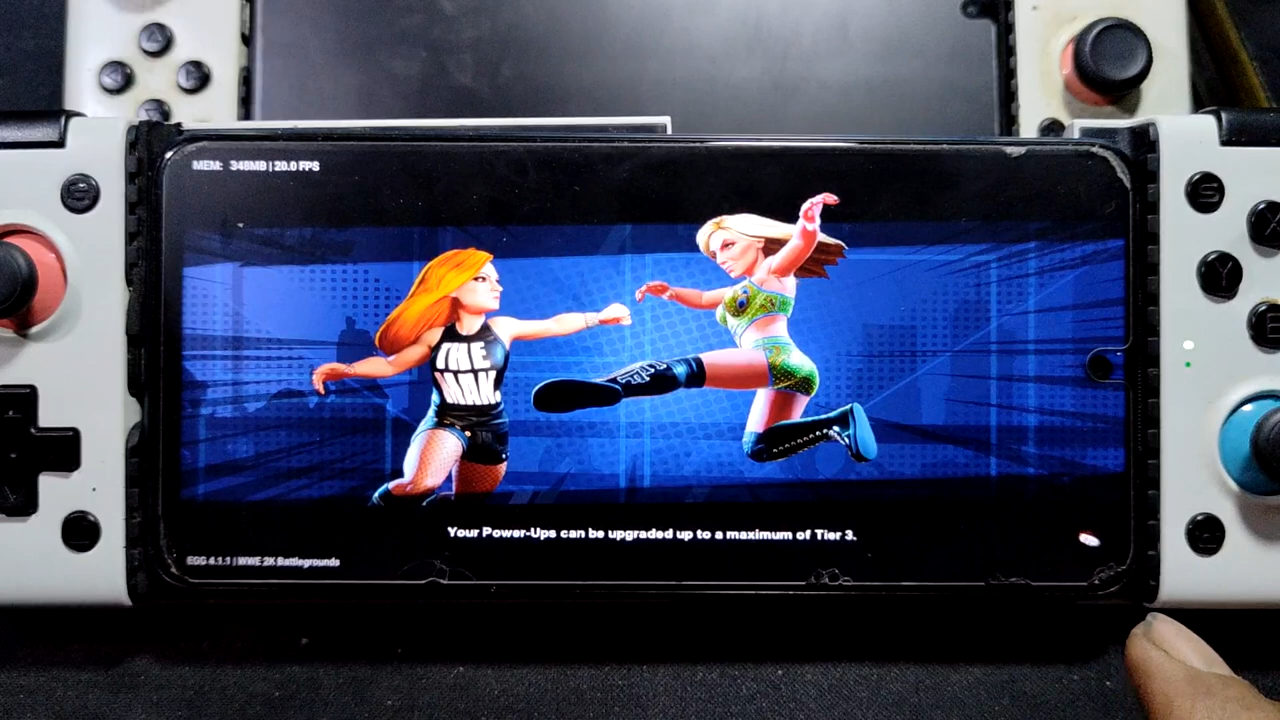 MEM: 348MB | 20.0 FPS
THE
MAN.
Your Power-Ups can be upgraded up to a maximum of Tier 3.
EGG 4.1.1 | WWE 2K Battlegrounds
S
X
Y
B